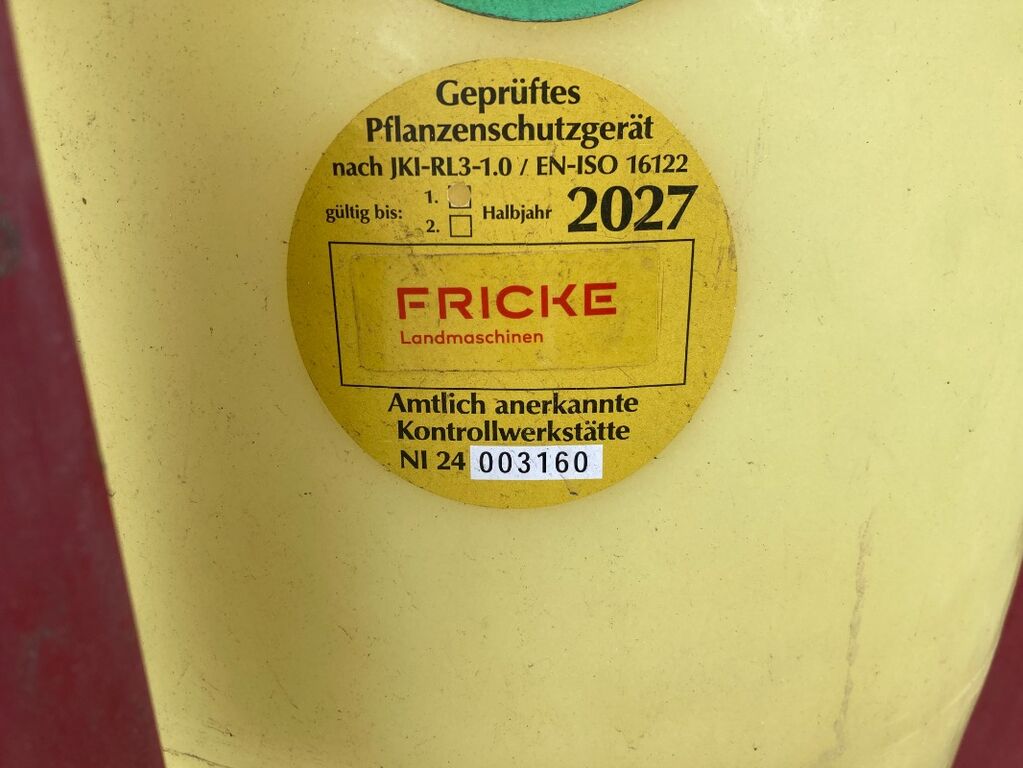 Geprüftes
Pflanzenschutzgerät
nach JKI-RL3-1.0 / EN-ISO 16122
gültig bis: 1. Halbjahr 2027
2.
FRICKE
Landmaschinen
Amtlich anerkannte
Kontrollwerkstätte
NI 24 003160